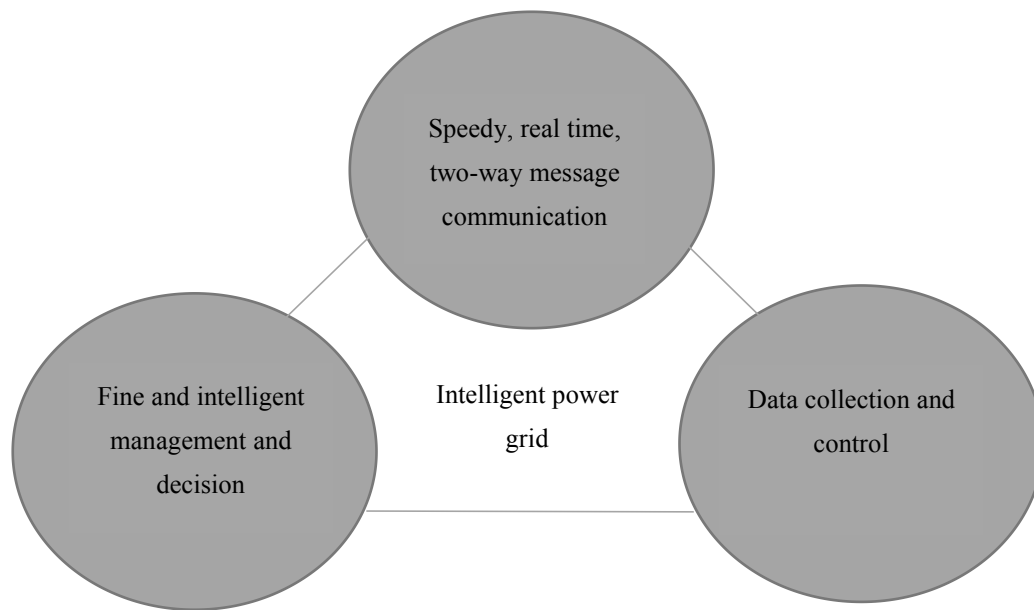 Speedy, real time,
two-way message
communication
Fine and intelligent
management and
decision
Intelligent power
grid
Data collection and
control